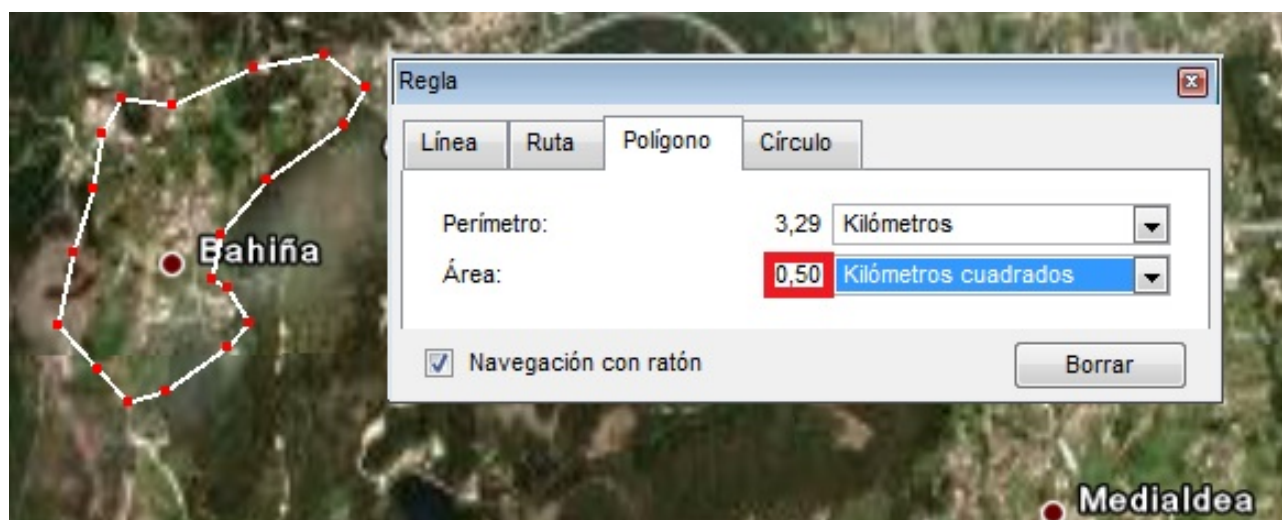 Regla
Línea Ruta Polígono Círculo
Perímetro: 3,29 Kilómetros
Área: 0,50 Kilómetros cuadrados
Navegación con ratón Borrar
Bahiña
Medialdea